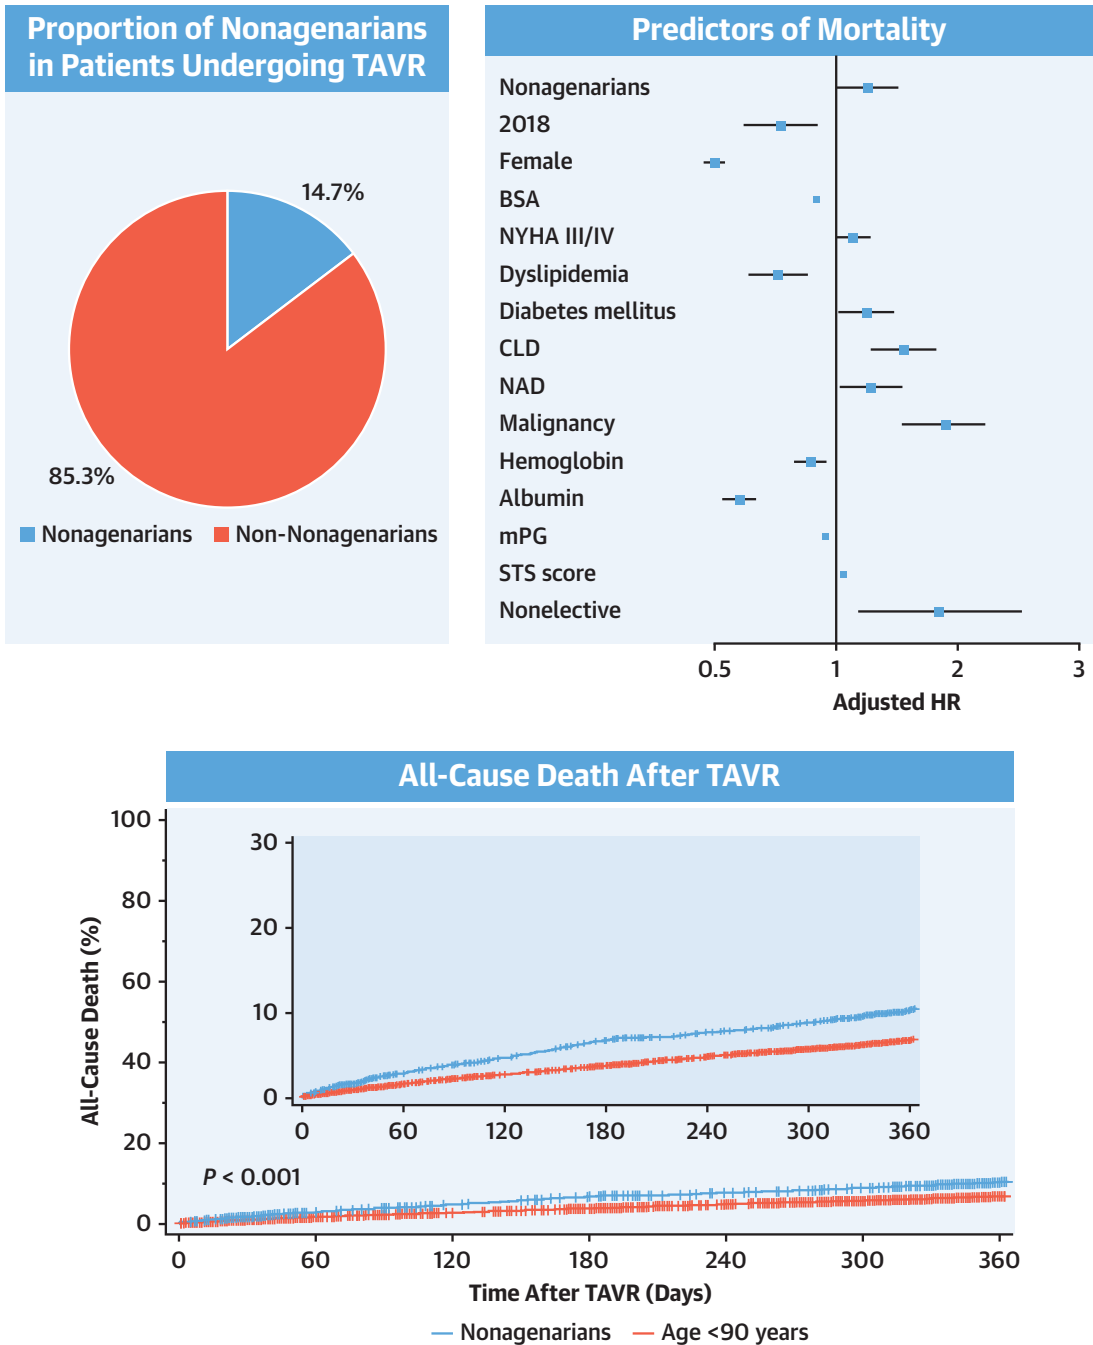 Proportion of Nonagenarians
in Patients Undergoing TAVR
14.7%
85.3%
Nonagenarians Non-Nonagenarians
Predictors of Mortality
Nonagenarians
2018
Female
BSA
NYHA III/IV
Dyslipidemia
Diabetes mellitus
CLD
NAD
Malignancy
Hemoglobin
Albumin
mPG
STS score
Nonelective
0.5 1 2 3
Adjusted HR
All-Cause Death After TAVR
All-Cause Death (%)
100
80
60
40
20
0
30
20
10
0
0 60 120 180 240 300 360
P < 0.001
0 60 120 180 240 300 360
Time After TAVR (Days)
Nonagenarians Age <90 years